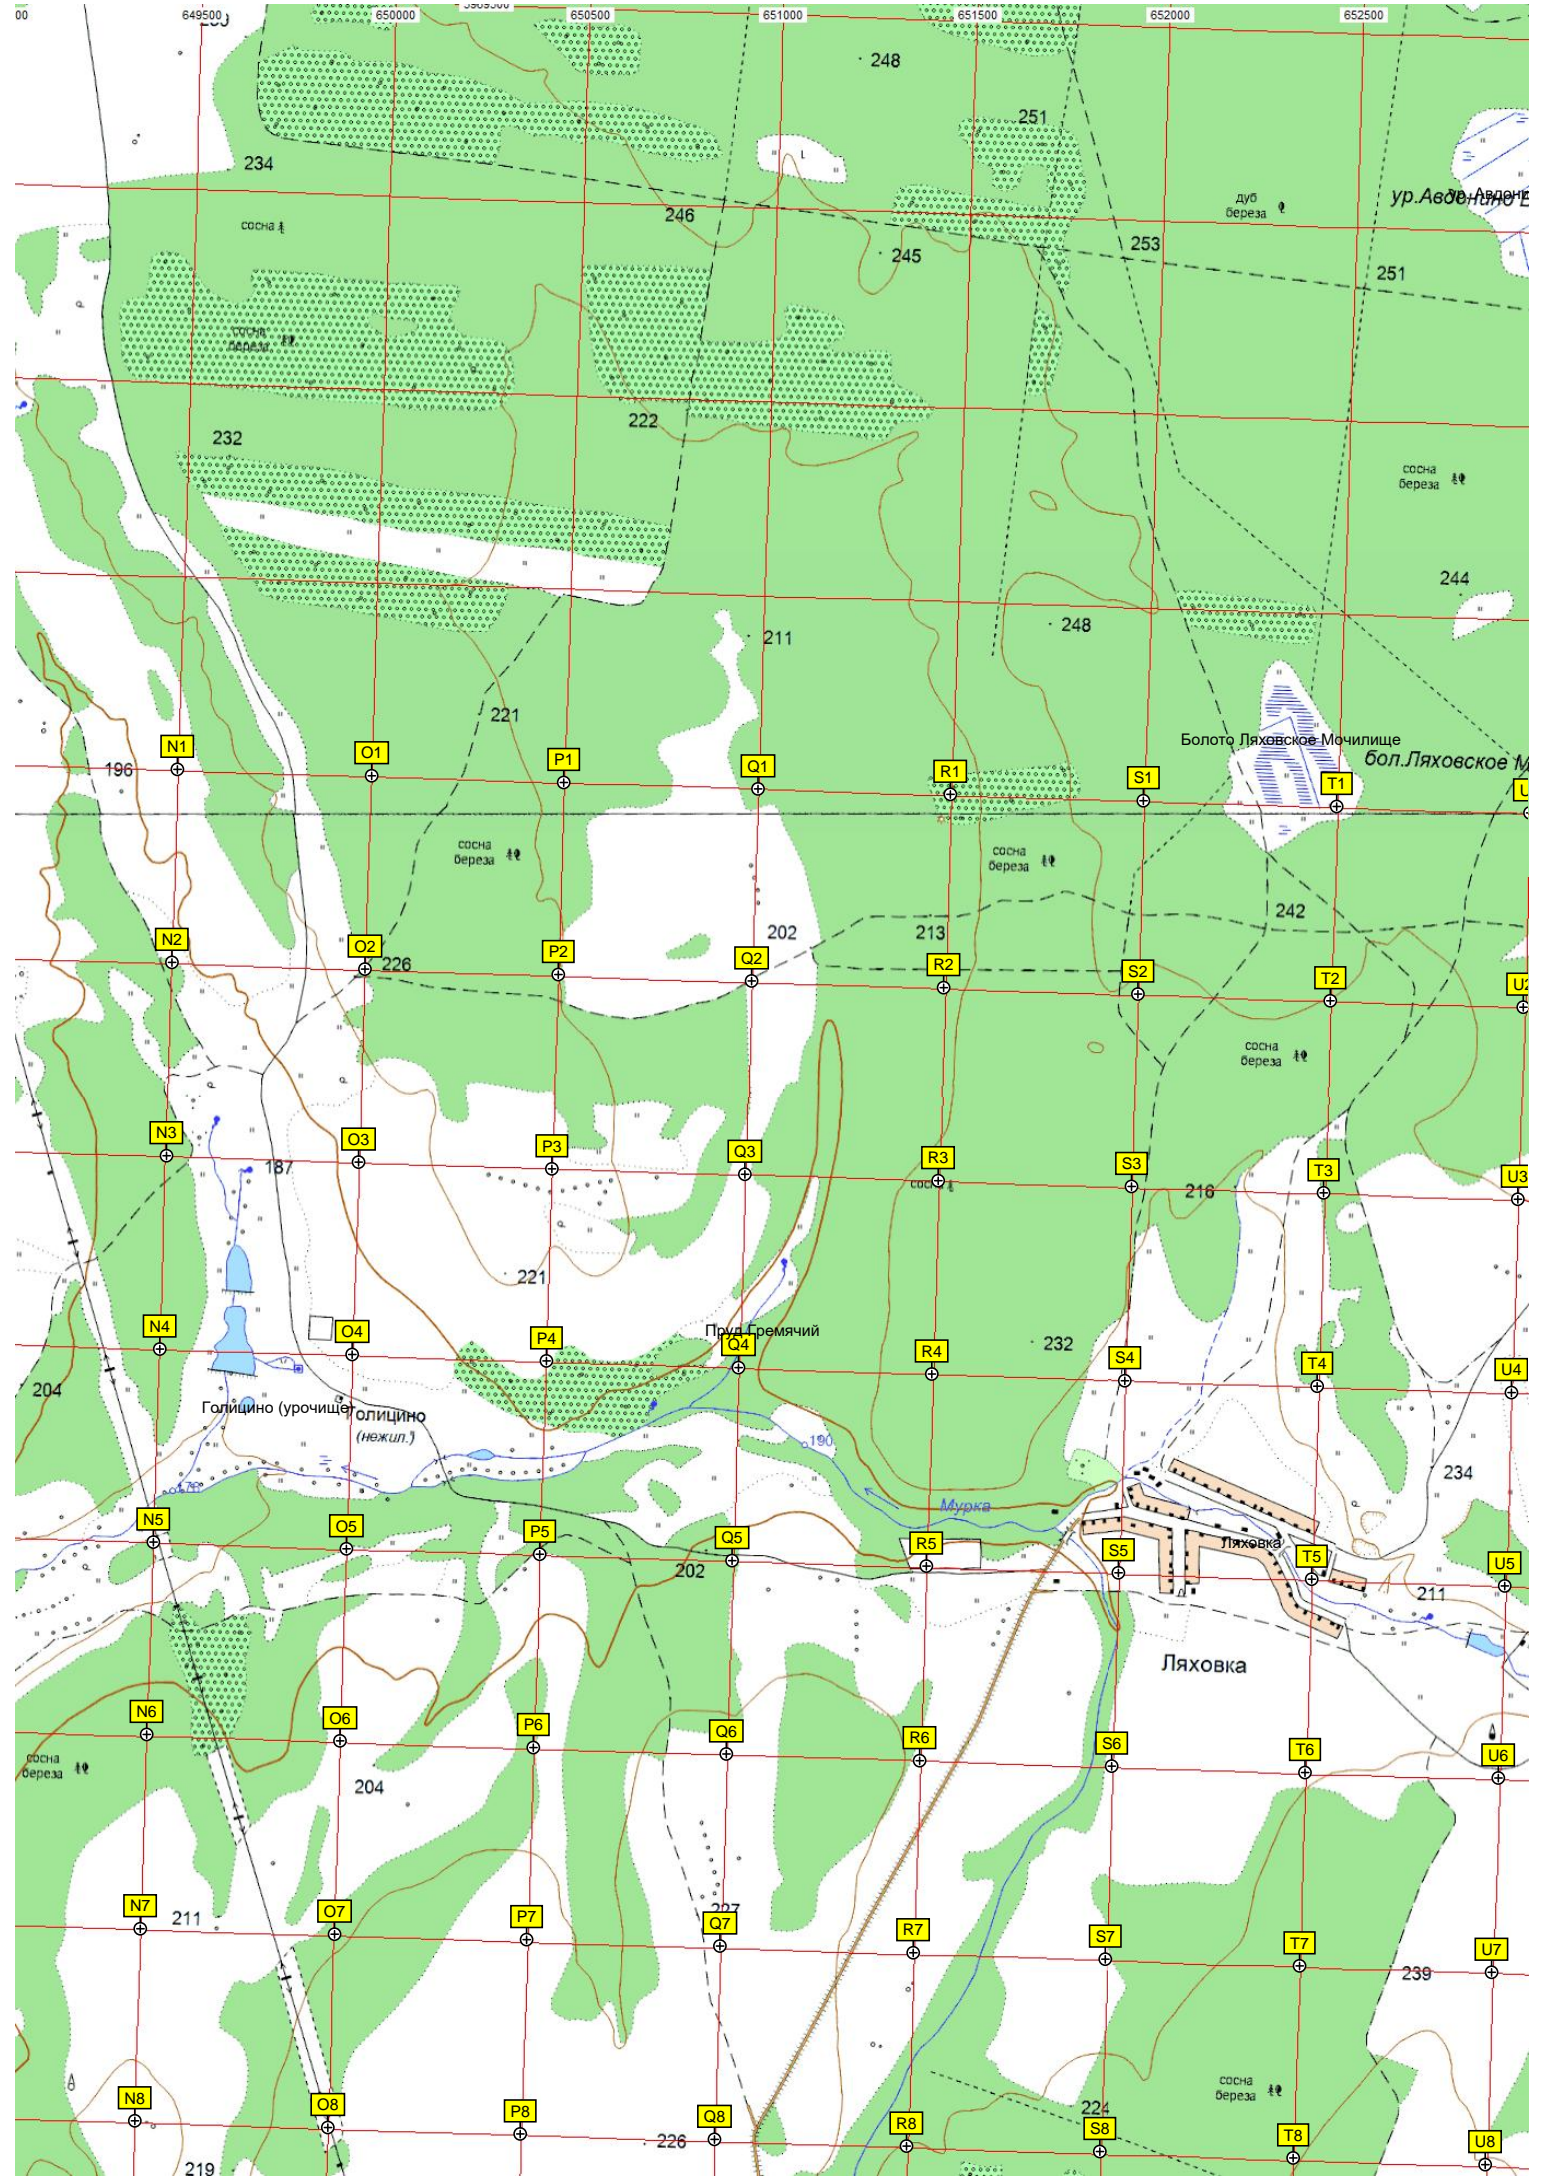 649500
650000
650500
651000
651500
652000
652500
248
251
234
246
дуб
береза
сосна
253
245
251
сосна
береза
222
232
сосна
береза
244
248
211
221
Болото Ляховское Мочилище
бол.Ляховское М
N1
O1
P1
Q1
R1
S1
T1
U
196
сосна
береза
сосна
береза
242
202
213
N2
O2
226
P2
Q2
R2
S2
T2
U2
сосна
береза
N3
O3
P3
Q3
R3
S3
T3
U3
187
сосна
216
221
N4
O4
P4
Пруд Гремячий
Q4
R4
232
S4
T4
U4
204
Голицино (урочище)
Голицино
(нежил.)
190
234
178
Мурка
N5
O5
P5
Q5
R5
S5
Ляховка
T5
U5
202
211
Ляховка
N6
O6
P6
Q6
R6
S6
T6
U6
сосна
береза
204
N7
211
O7
P7
227
Q7
R7
S7
T7
239
U7
сосна
береза
N8
O8
P8
Q8
R8
224
S8
T8
U8
226
219